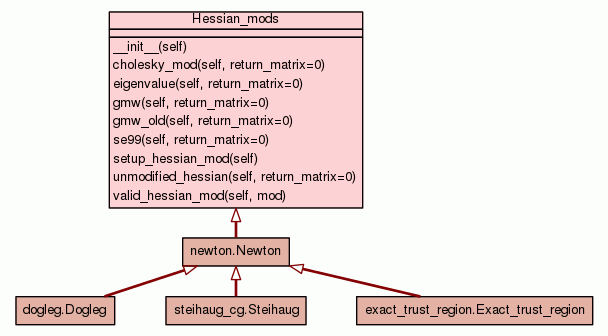 Hessian_mods
__init__(self)
cholesky_mod(self, return_matrix=0)
eigenvalue(self, return_matrix=0)
gmw(self, return_matrix=0)
gmw_old(self, return_matrix=0)
se99(self, return_matrix=0)
setup_hessian_mod(self)
unmodified_hessian(self, return_matrix=0)
valid_hessian_mod(self, mod)
newton.Newton
dogleg.Dogleg
steihaug_cg.Steihaug
exact_trust_region.Exact_trust_region